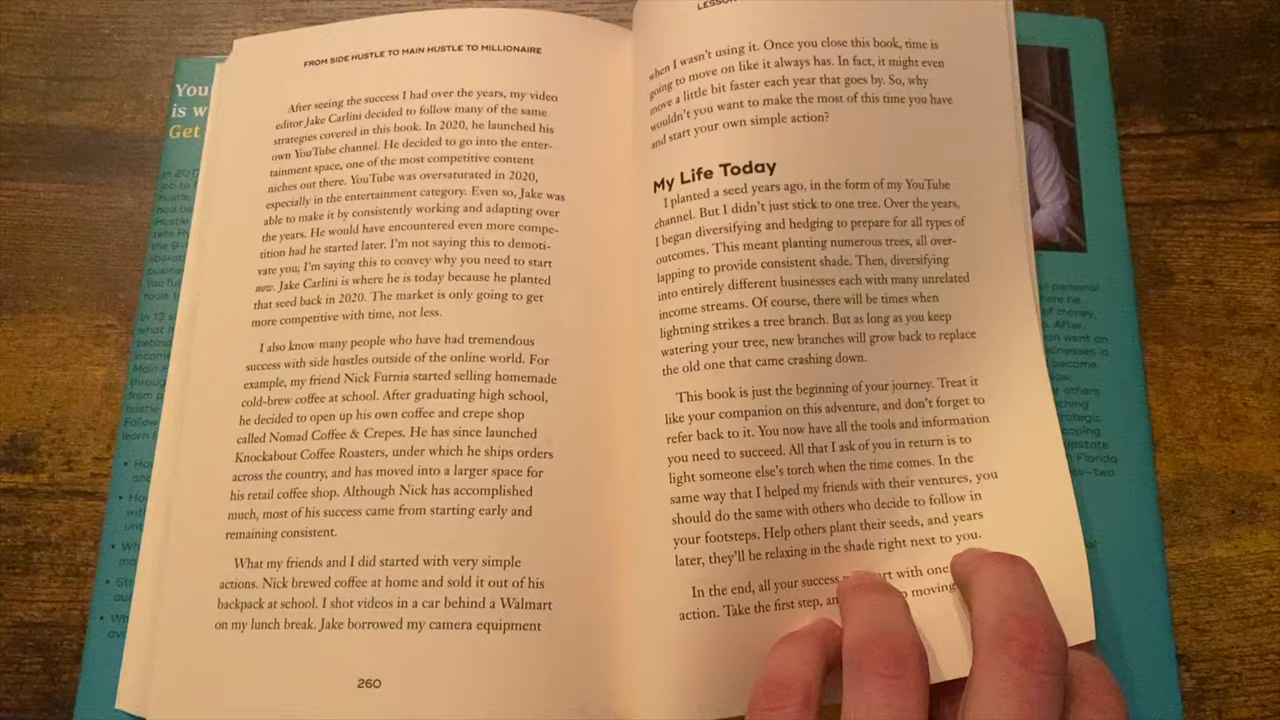 FROM SIDE HUSTLE TO MAIN HUSTLE TO MILLIONAIRE
After seeing the success I had over the years, my video
editor Jake Carlini decided to follow many of the same
strategies covered in this book. In 2020, he launched his
own YouTube channel. He decided to go into the enter-
tainment space, one of the most competitive content
niches out there. YouTube was oversaturated in 2020,
especially in the entertainment category. Even so, Jake was
able to make it by consistently working and adapting over
the years. He would have encountered even more compe-
tition had he started later. I'm not saying this to demoti-
vate you; I'm saying this to convey why you need to start
now. Jake Carlini is where he is today because he planted
that seed back in 2020. The market is only going to get
more competitive with time, not less.
I also know many people who have had tremendous
success with side hustles outside of the online world. For
example, my friend Nick Furnia started selling homemade
cold-brew coffee at school. After graduating high school,
he decided to open up his own coffee and crepe shop
called Nomad Coffee & Crepes. He has since launched
Knockabout Coffee Roasters, under which he ships orders
across the country, and has moved into a larger space for
his retail coffee shop. Although Nick has accomplished
much, most of his success came from starting early and
remaining consistent.
What my friends and I did started with very simple
actions. Nick brewed coffee at home and sold it out of his
backpack at school. I shot videos in a car behind a Walmart
on my lunch break. Jake borrowed my camera equipment
260
when I wasn't using it. Once you close this book, time is
going to move on like it always has. In fact, it might even
move a little bit faster each year that goes by. So, why
wouldn't you want to make the most of this time you have
and start your own simple action?
My Life Today
I planted a seed years ago, in the form of my YouTube
channel. But I didn't just stick to one tree. Over the years,
I began diversifying and hedging to prepare for all types of
outcomes. This meant planting numerous trees, all over-
lapping to provide consistent shade. Then, diversifying
into entirely different businesses each with many unrelated
income streams. Of course, there will be times when
lightning strikes a tree branch. But as long as you keep
watering your tree, new branches will grow back to replace
the old one that came crashing down.
This book is just the beginning of your journey. Treat it
like your companion on this adventure, and don't forget to
refer back to it. You now have all the tools and information
you need to succeed. All that I ask of you in return is to
light someone else's torch when the time comes. In the
same way that I helped my friends with their ventures, you
should do the same with others who decide to follow in
your footsteps. Help others plant their seeds, and years
later, they'll be relaxing in the shade right next to you.
In the end, all your success with one
action. Take the first step, moving
You
is
Get